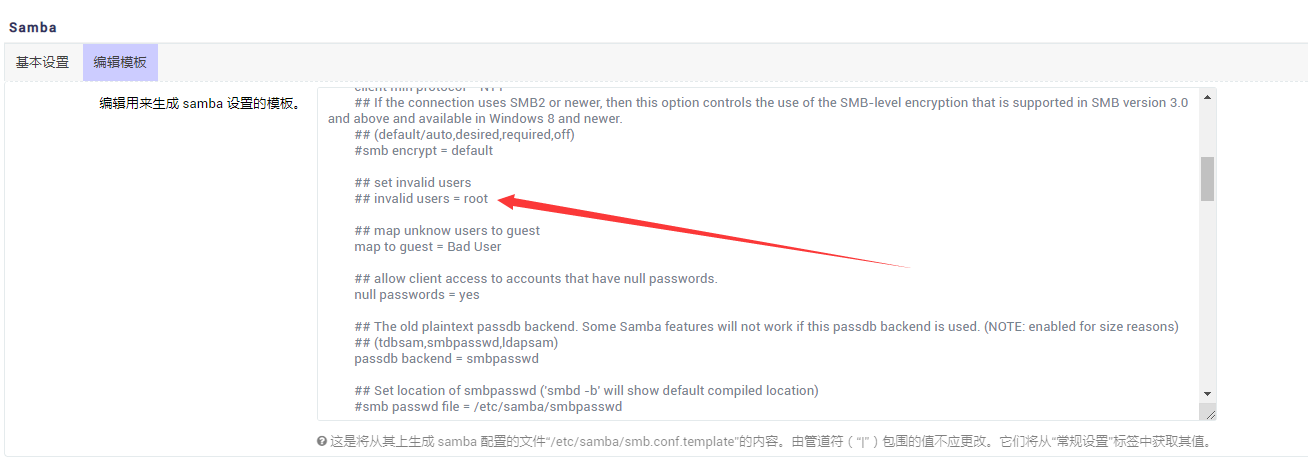 Samba
基本设置 编辑模板
编辑用来生成 samba 设置的模板。
client min protocol = NT1
## If the connection uses SMB2 or newer, then this option controls the use of the SMB-level encryption that is supported in SMB version 3.0
and above and available in Windows 8 and newer.
## (default/auto,desired,required,off)
#smb encrypt = default
## set invalid users
## invalid users = root
## map unknow users to guest
map to guest = Bad User
## allow client access to accounts that have null passwords.
null passwords = yes
## The old plaintext passdb backend. Some Samba features will not work if this passdb backend is used. (NOTE: enabled for size reasons)
## (tdbsam,smbpasswd,ldapsam)
passdb backend = smbpasswd
## Set location of smbpasswd ('smbd -b' will show default compiled location)
#smb passwd file = /etc/samba/smbpasswd
这是将从其上生成 samba 配置的文件“/etc/samba/smb.conf.template”的内容。由管道符（“|”）包围的值不应更改。它们将从“常规设置”标签中获取其值。